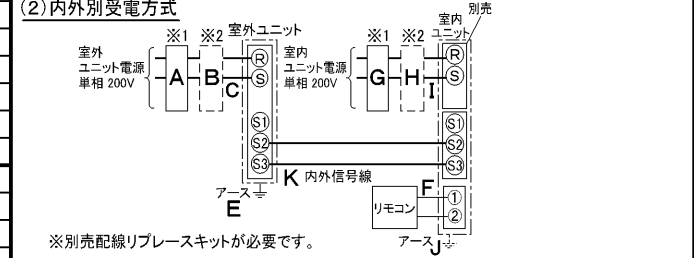 (2)内外別受電方式
※1 ※2 室外ユニット
室外
ユニット電源
単相 200V
A B C
R
S
S1
S2
S3
アース
E
※1 ※2
室内
ユニット電源
単相 200V
G H I
室内
ユニット
別売
R
S
S1
S2
S3
K 内外信号線
リモコン
F
1
2
アース J
※別売配線リプレースキットが必要です。